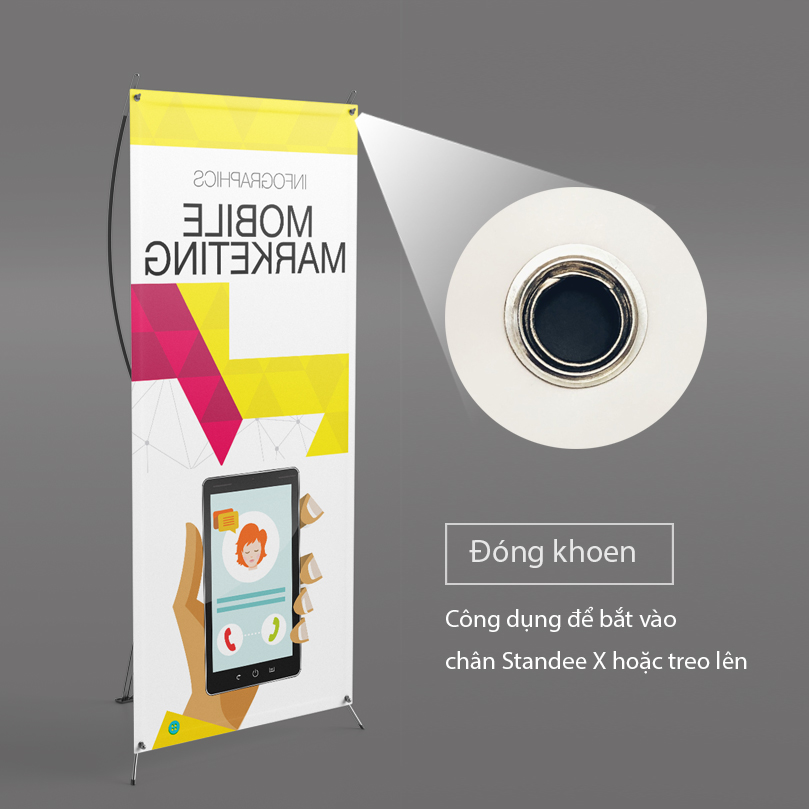 INFOGRAPHICS
MOBILE
MARKETING
Đóng khoen
Công dụng để bắt vào
chân Standee X hoặc treo lên